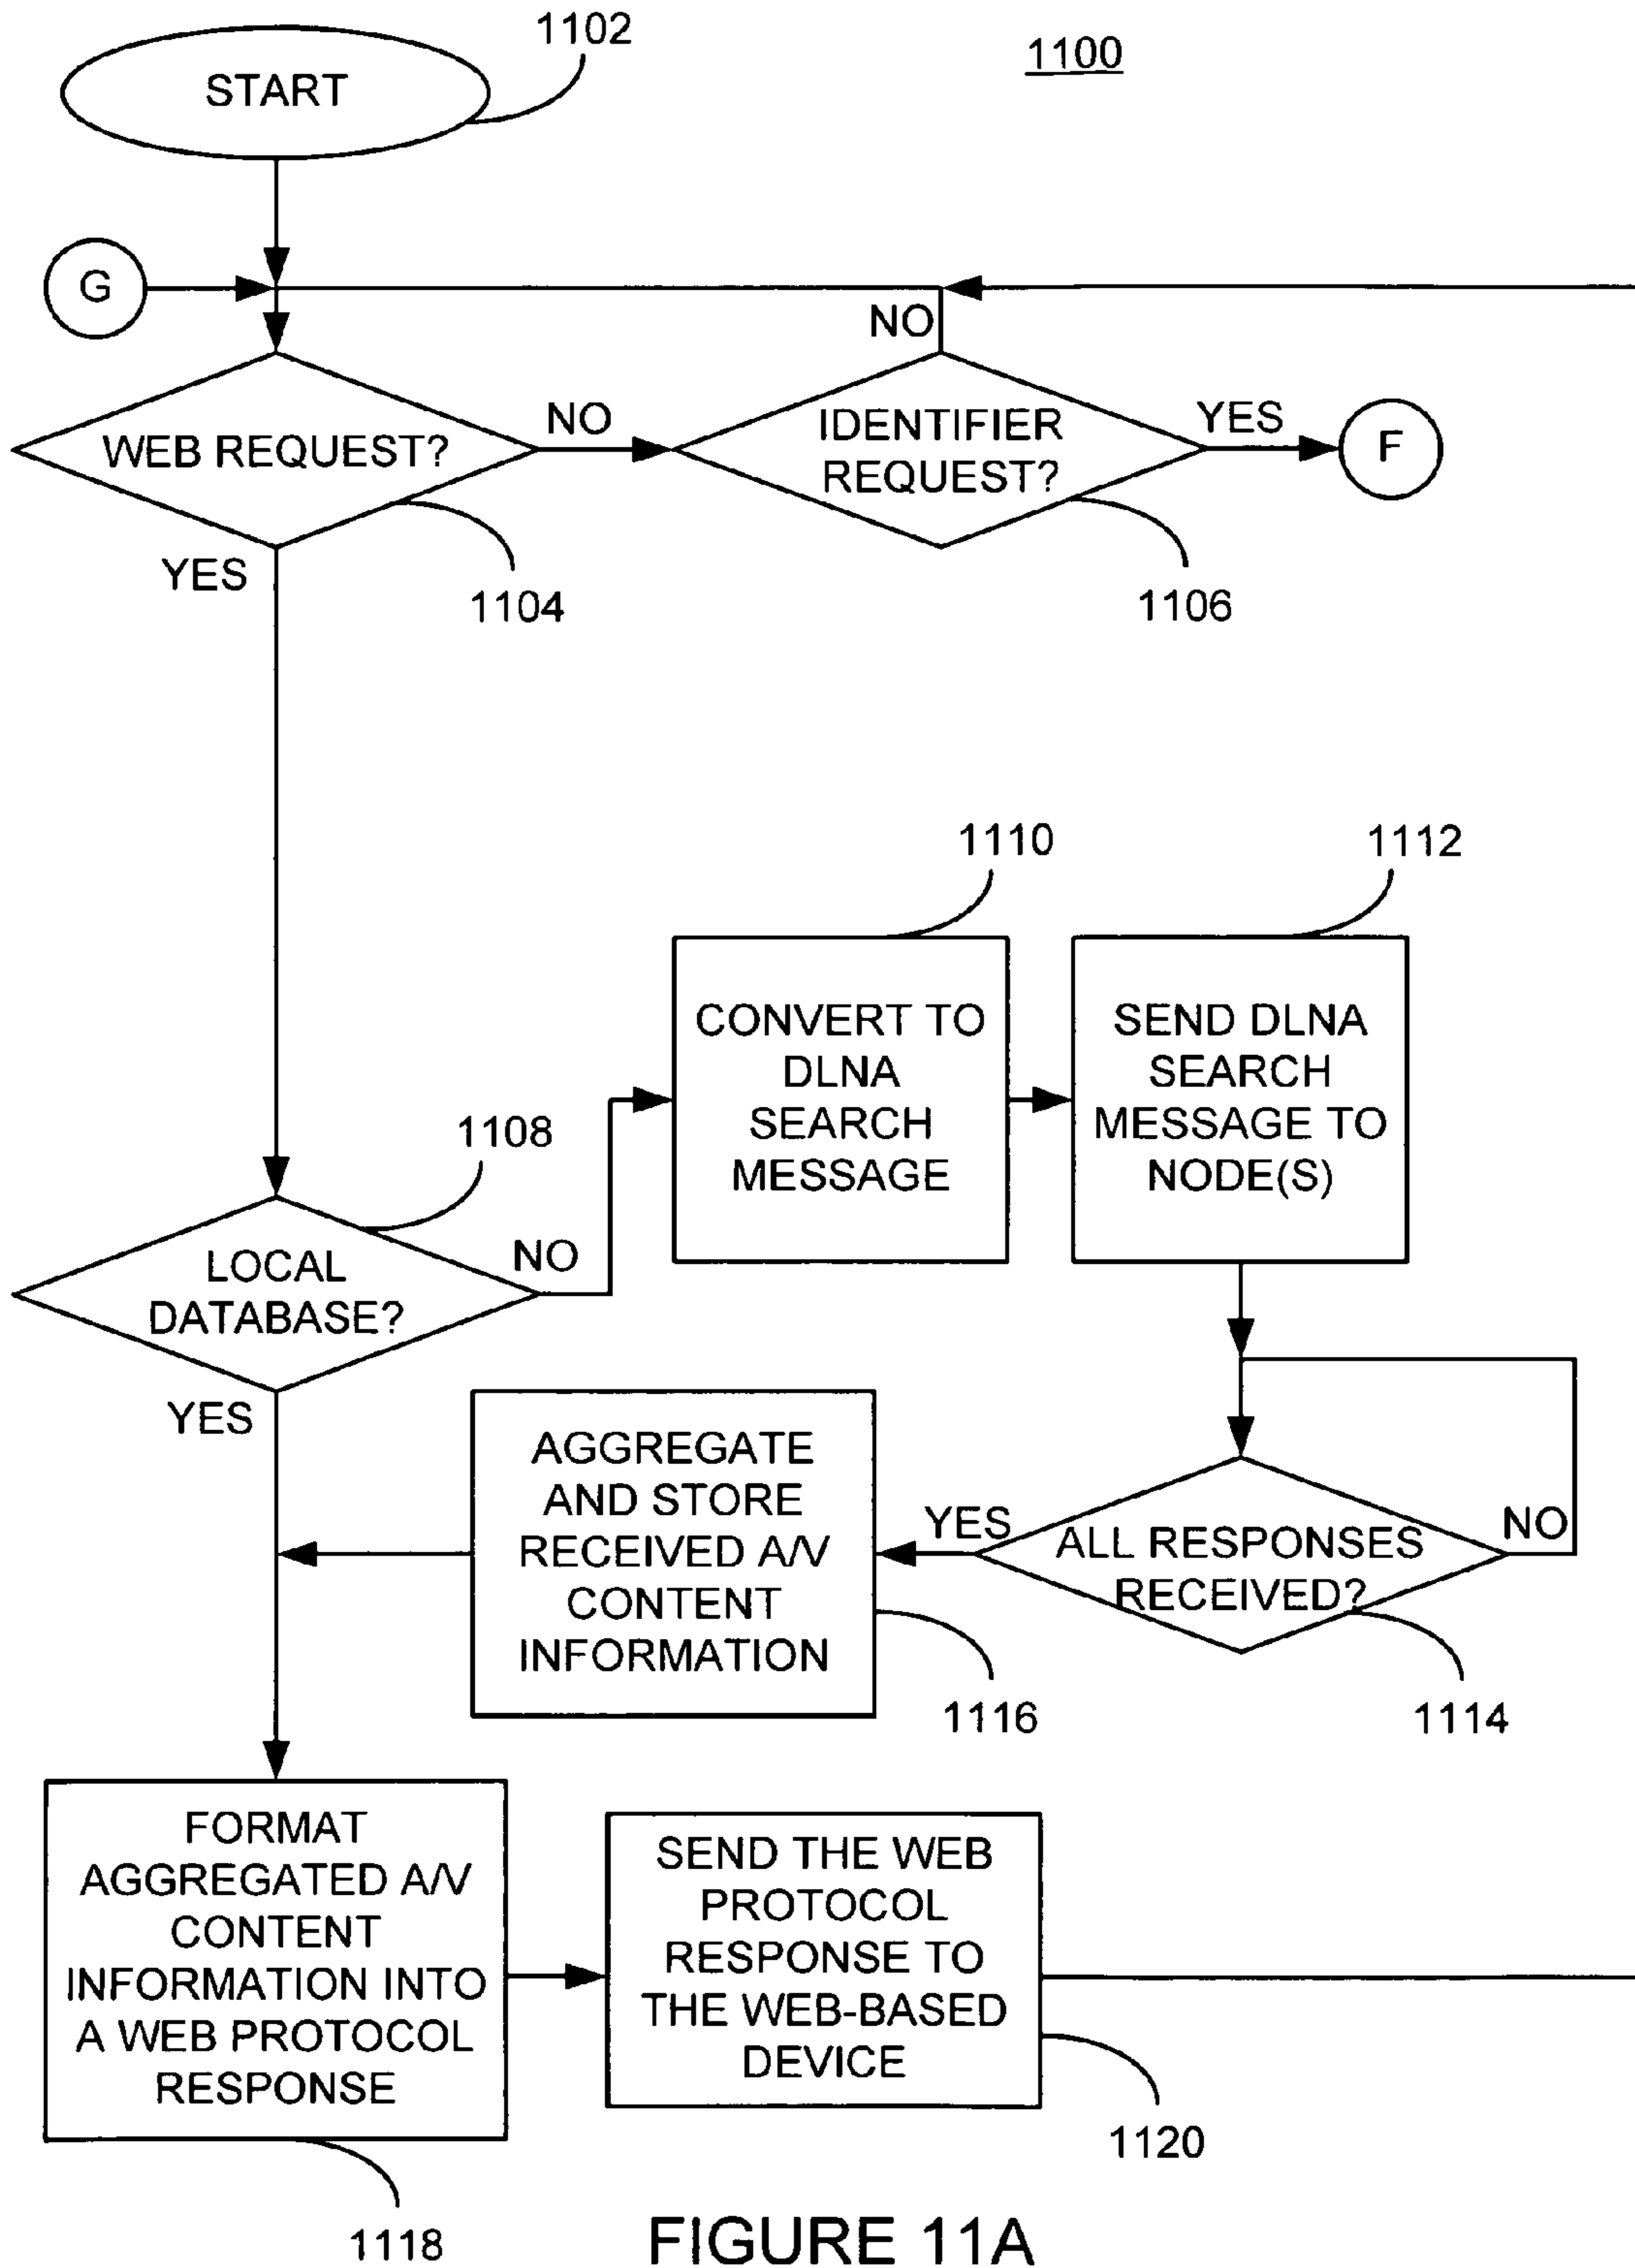 1102
START
1100
G
NO
WEB REQUEST?
NO
IDENTIFIER
REQUEST?
YES
F
YES
1104
1106
1110
1112
CONVERT TO
DLNA
SEARCH
MESSAGE
SEND DLNA
SEARCH
MESSAGE TO
NODE(S)
1108
LOCAL
DATABASE?
NO
YES
AGGREGATE
AND STORE
RECEIVED A/V
CONTENT
INFORMATION
YES
ALL RESPONSES
RECEIVED?
NO
1116
1114
FORMAT
AGGREGATED A/V
CONTENT
INFORMATION INTO
A WEB PROTOCOL
RESPONSE
SEND THE WEB
PROTOCOL
RESPONSE TO
THE WEB-BASED
DEVICE
1120
1118
FIGURE 11A